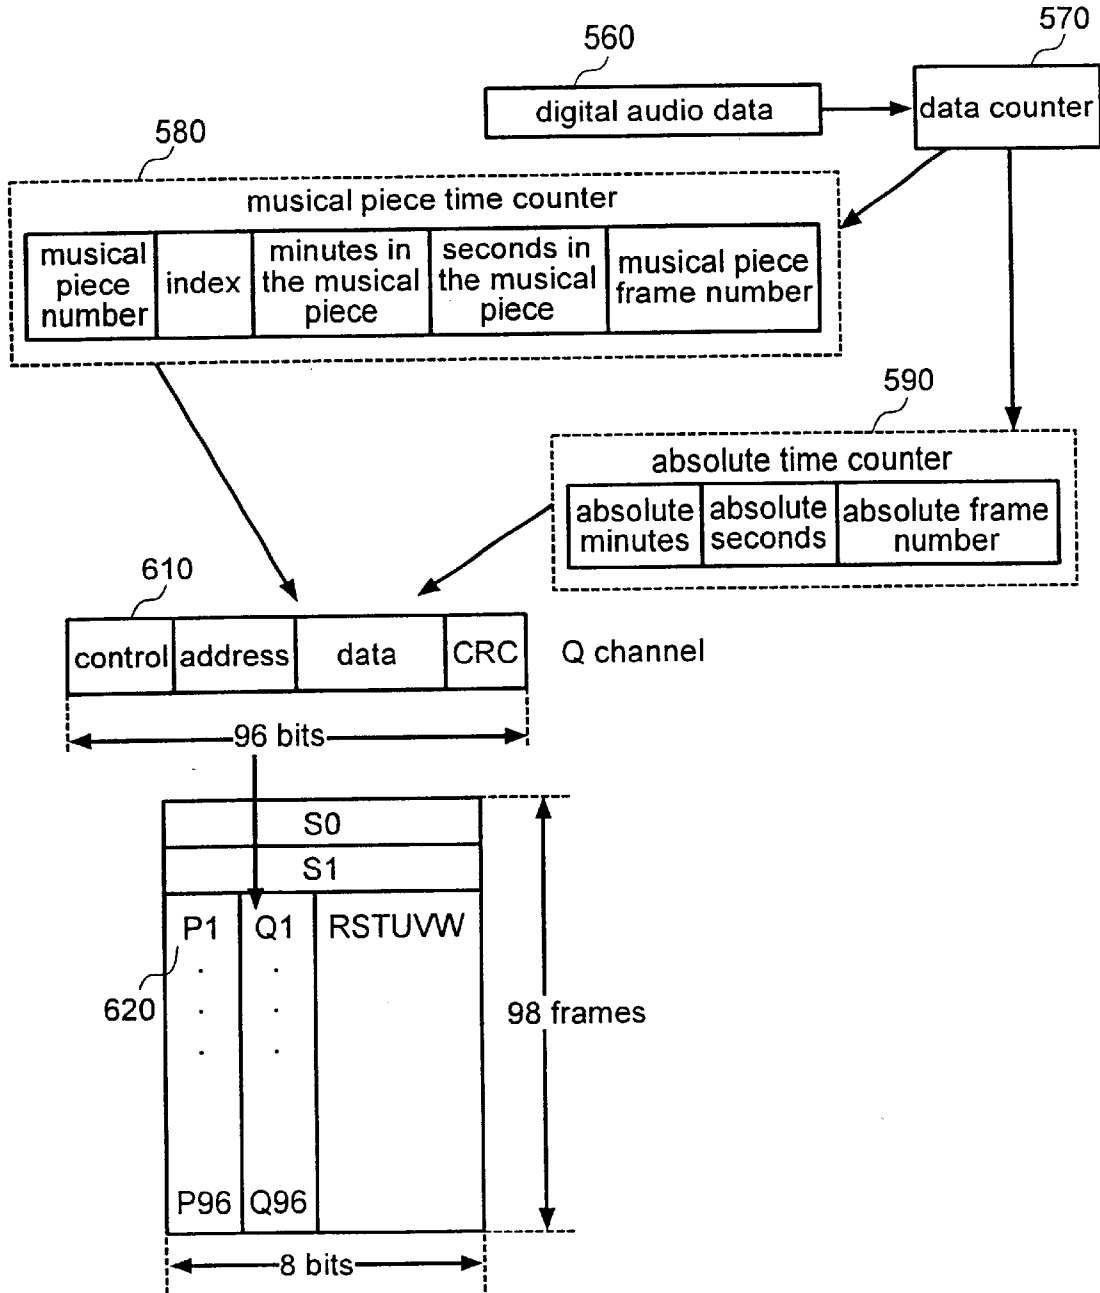 560
570
digital audio data
data counter
580
musical piece time counter
musical
piece
number
index
minutes in
the musical
piece
seconds in
the musical
piece
musical piece
frame number
590
absolute time counter
absolute
minutes
absolute
seconds
absolute frame
number
610
control
address
data
CRC
Q channel
96 bits
S0
S1
P1
Q1
RSTUVW
620
98 frames
P96
Q96
8 bits